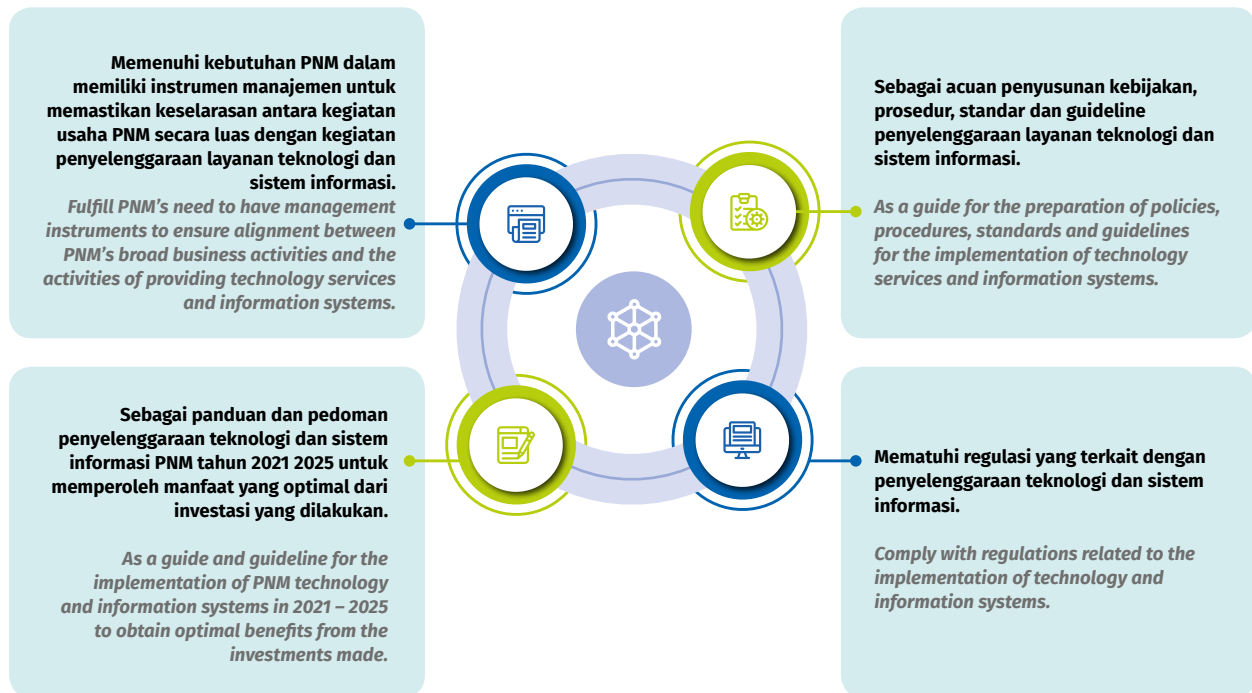 Memenuhi kebutuhan PNM dalam
memiliki instrumen manajemen untuk
memastikan keselarasan antara kegiatan
usaha PNM secara luas dengan kegiatan
penyelenggaraan layanan teknologi dan
sistem informasi.
Fulfill PNM's need to have management
instruments to ensure alignment between
PNM's broad business activities and the
activities of providing technology services
and information systems.
Sebagai acuan penyusunan kebijakan,
prosedur, standar dan guideline
penyelenggaraan layanan teknologi dan
sistem informasi.
As a guide for the preparation of policies,
procedures, standards and guidelines
for the implementation of technology
services and information systems.
Sebagai panduan dan pedoman
penyelenggaraan teknologi dan sistem
informasi PNM tahun 2021 2025 untuk
memperoleh manfaat yang optimal dari
investasi yang dilakukan.
As a guide and guideline for the
implementation of PNM technology
and information systems in 2021 – 2025
to obtain optimal benefits from the
investments made.
Mematuhi regulasi yang terkait dengan
penyelenggaraan teknologi dan sistem
informasi.
Comply with regulations related to the
implementation of technology and
information systems.